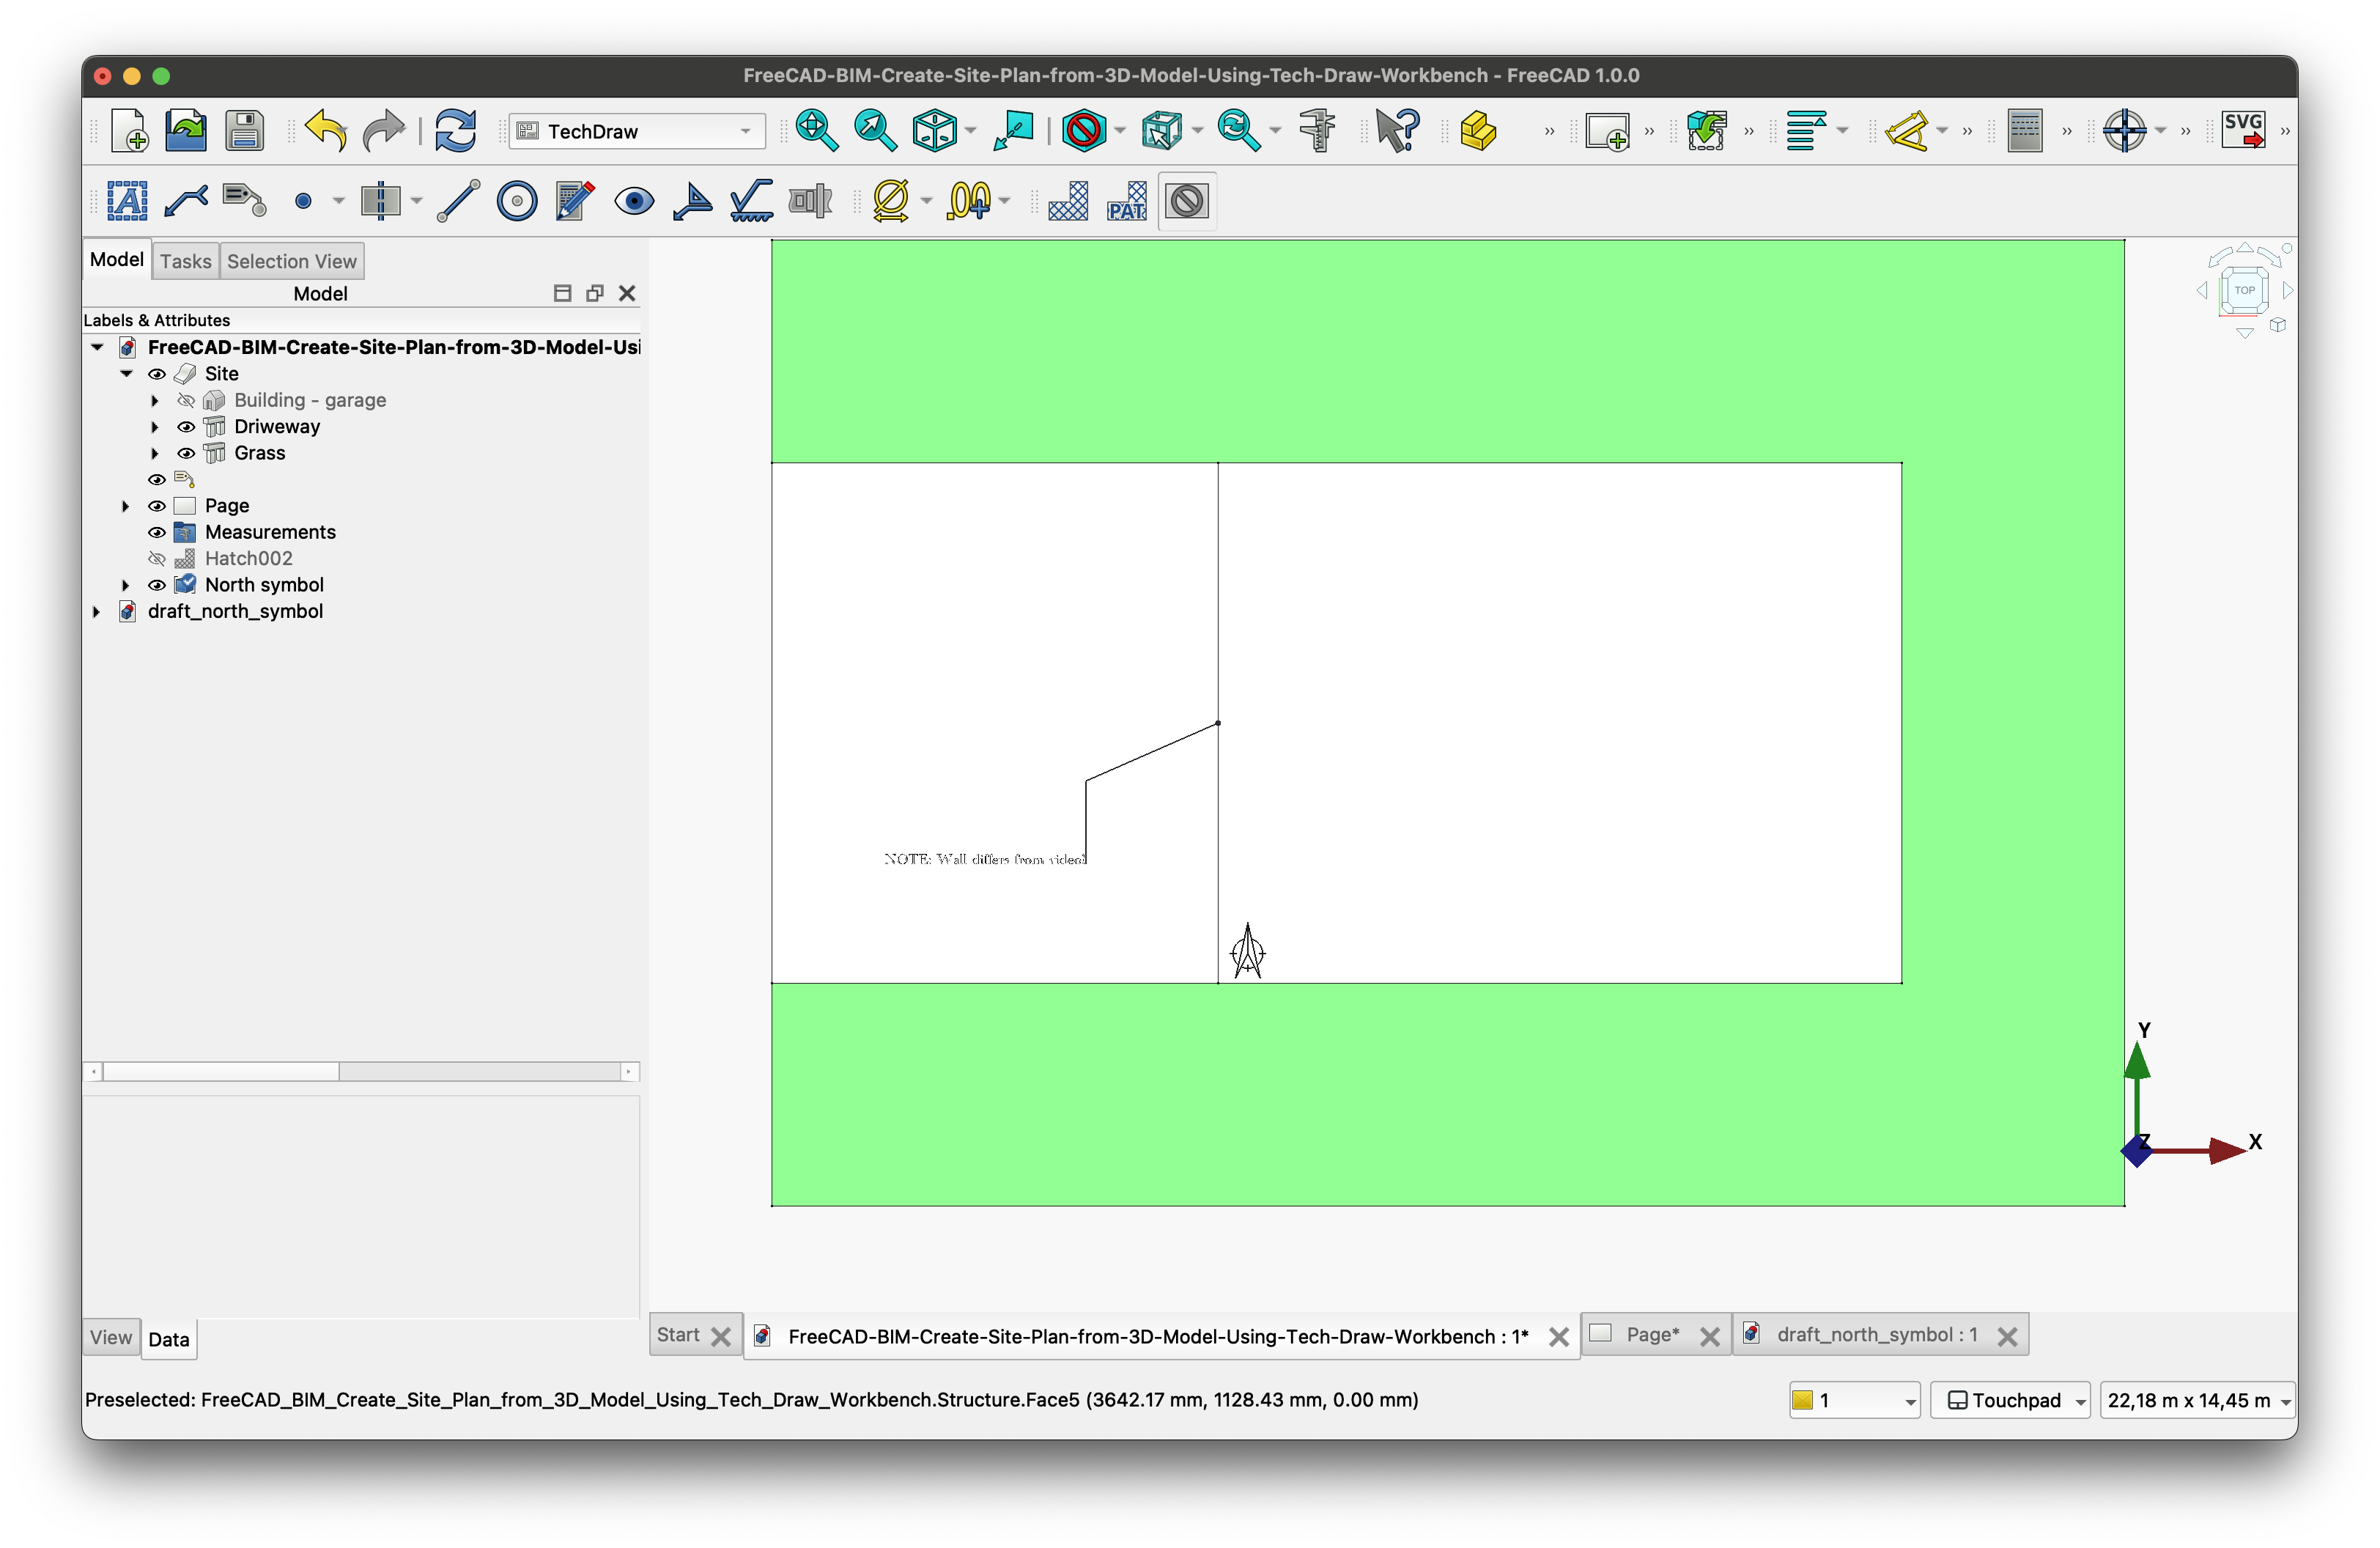 FreeCAD-BIM-Create-Site-Plan-from-3D-Model-Using-Tech-Draw-Workbench - FreeCAD 1.0.0
TechDraw
SVG
A
.00
PAT
Model
Tasks
Selection View
Model
Labels & Attributes
FreeCAD-BIM-Create-Site-Plan-from-3D-Model-Usi
Site
Building - garage
Driweway
Grass
Page
Measurements
Hatch002
North symbol
draft_north_symbol
TOP
NOTE: Wall differs from video!
Y
Z
X
View
Data
Start
FreeCAD-BIM-Create-Site-Plan-from-3D-Model-Using-Tech-Draw-Workbench : 1*
Page*
draft_north_symbol : 1
Preselected: FreeCAD_BIM_Create_Site_Plan_from_3D_Model_Using_Tech_Draw_Workbench.Structure.Face5 (3642.17 mm, 1128.43 mm, 0.00 mm)
1
Touchpad
22,18 m x 14,45 m